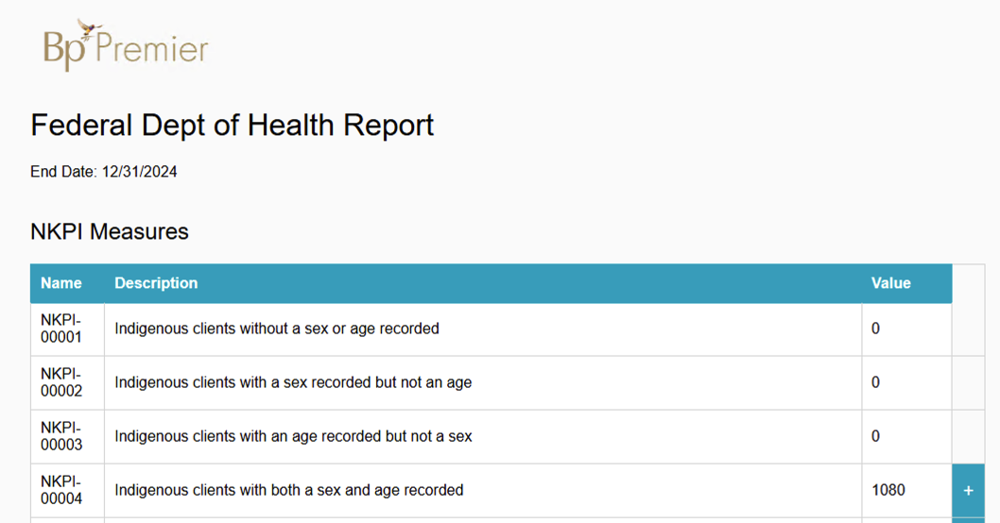 Bp Premier
Federal Dept of Health Report
End Date: 12/31/2024
NKPI Measures
Name Description Value
NKPI-
00001 Indigenous clients without a sex or age recorded 0
NKPI-
00002 Indigenous clients with a sex recorded but not an age 0
NKPI-
00003 Indigenous clients with an age recorded but not a sex 0
NKPI-
00004 Indigenous clients with both a sex and age recorded 1080 +